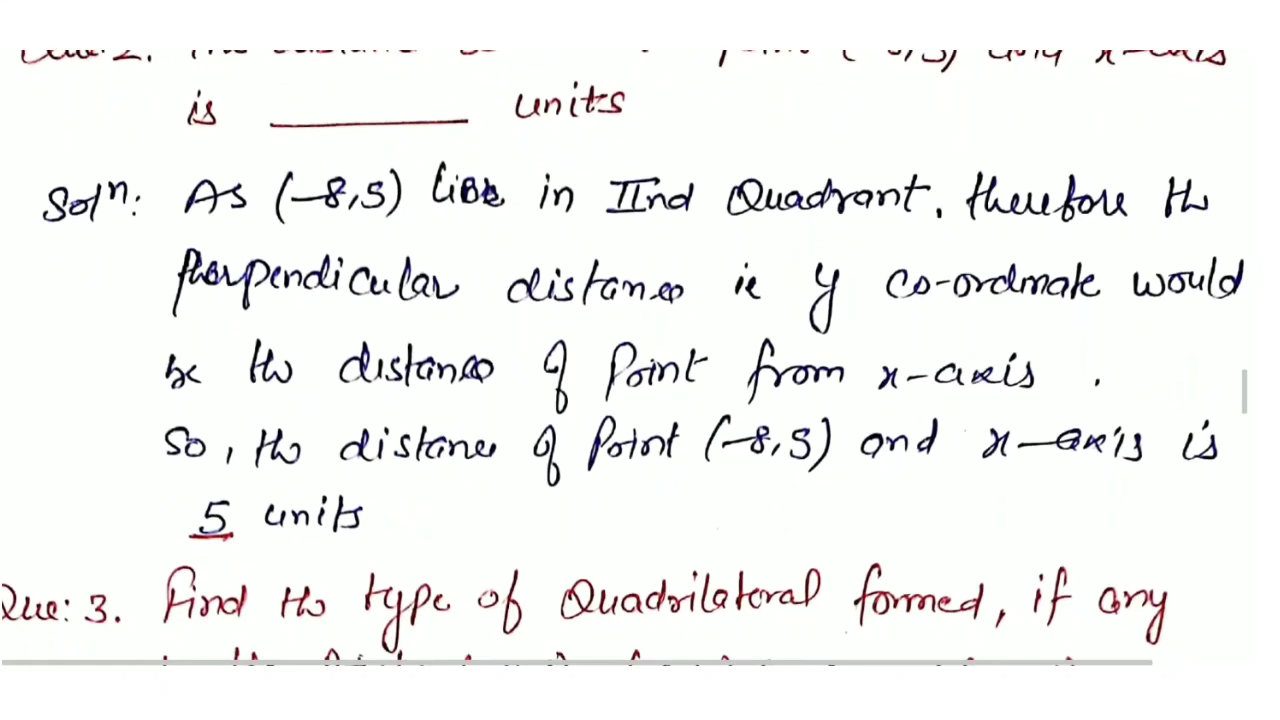 is ________ units
Solⁿ: As (-8,5) lies in IInd Quadrant, therefore the
perpendicular distance ie y co-ordinate would
be the distance of Point from x-axis .
So, the distance of Point (-8,5) and x-axis is
5 units
Que: 3. Find the type of Quadrilateral formed, if any